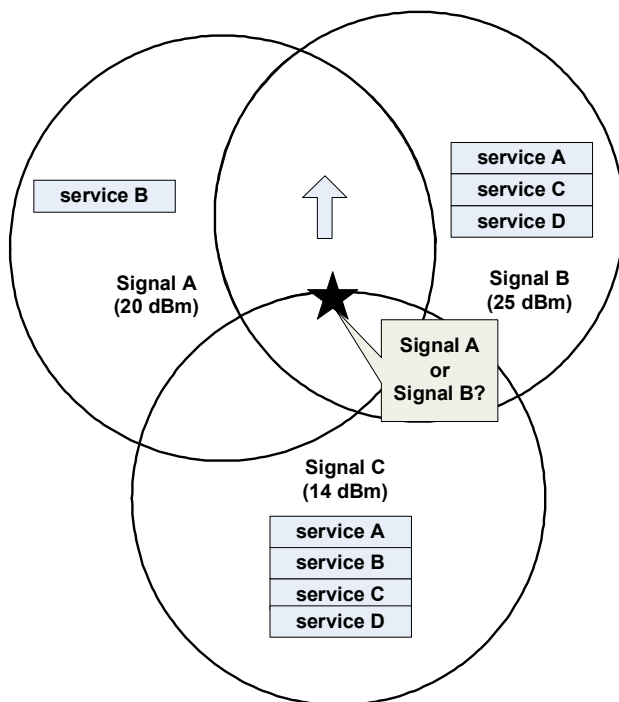 service B
Signal A
(20 dBm)
service A
service C
service D
Signal B
(25 dBm)
Signal A
or
Signal B?
Signal C
(14 dBm)
service A
service B
service C
service D